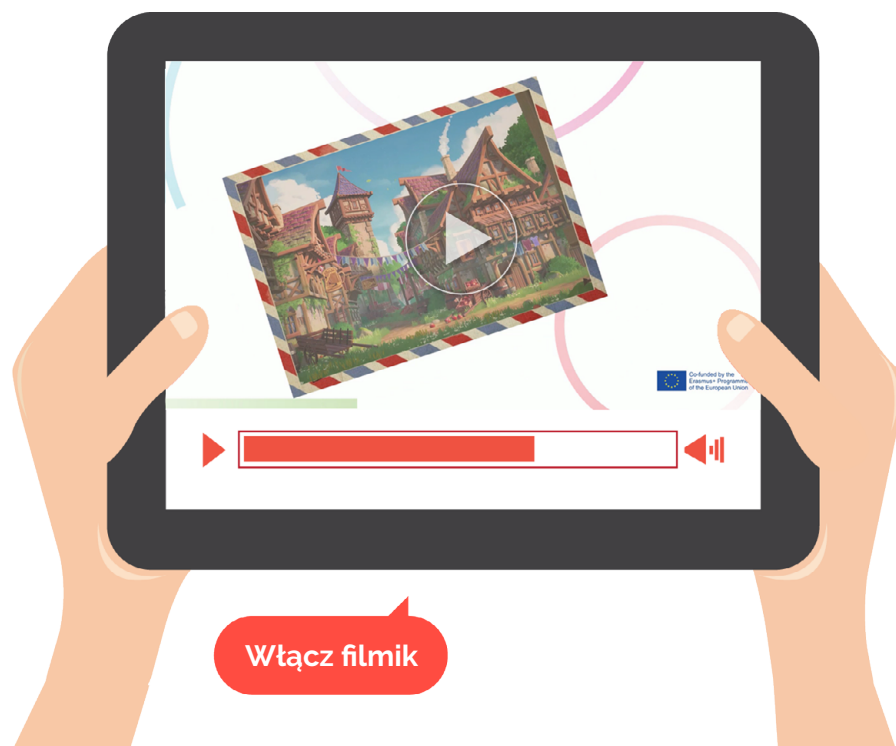 Co-funded by the
Erasmus+ Programme
of the European Union
Włącz filmik